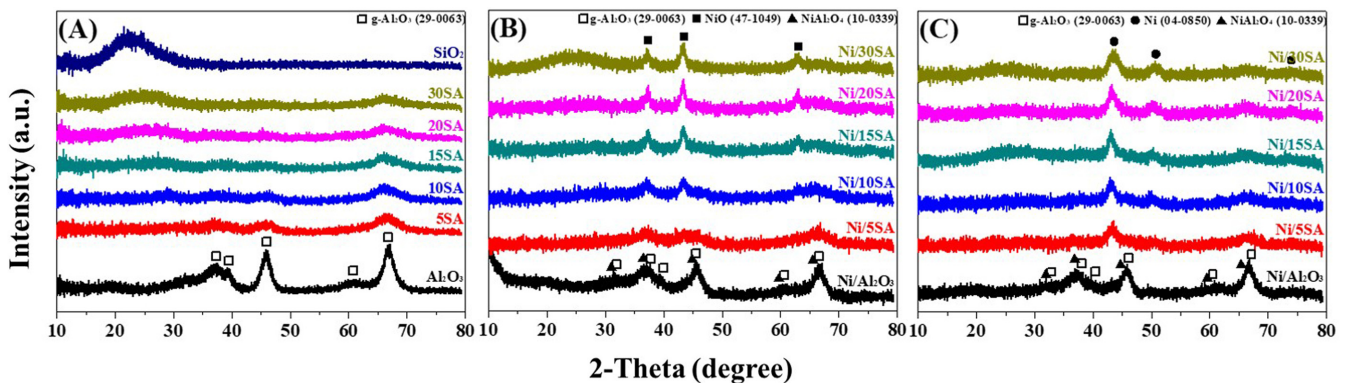 Intensity (a.u.)
(A)
□ g-Al₂O₃ (29-0063)
SiO₂
30SA
20SA
15SA
10SA
5SA
Al₂O₃
10 20 30 40 50 60 70 80
(B)
□ g-Al₂O₃ (29-0063) ■ NiO (47-1049) ▲ NiAl₂O₄ (10-0339)
Ni/30SA
Ni/20SA
Ni/15SA
Ni/10SA
Ni/5SA
Ni/Al₂O₃
10 20 30 40 50 60 70 80
(C)
□ g-Al₂O₃ (29-0063) ● Ni (04-0850) ▲ NiAl₂O₄ (10-0339)
Ni/30SA
Ni/20SA
Ni/15SA
Ni/10SA
Ni/5SA
Ni/Al₂O₃
10 20 30 40 50 60 70 80
2-Theta (degree)